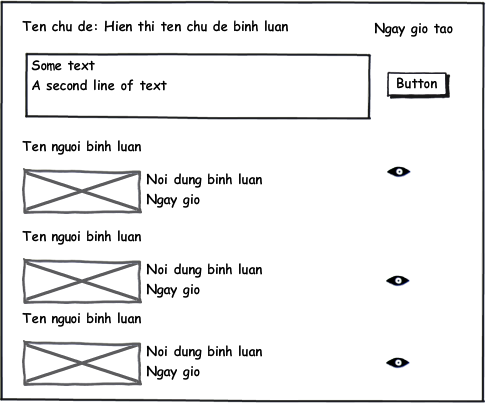 Ten chu de: Hien thi ten chu de binh luan
Ngay gio tao
Some text
A second line of text
Button
Ten nguoi binh luan
Noi dung binh luan
Ngay gio
Ten nguoi binh luan
Noi dung binh luan
Ngay gio
Ten nguoi binh luan
Noi dung binh luan
Ngay gio